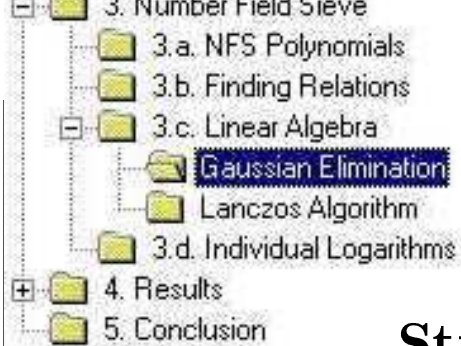 3. Number Field Sieve
3.a. NFS Polynomials
3.b. Finding Relations
3.c. Linear Algebra
Gaussian Elimination
Lanczos Algorithm
3.d. Individual Logarithms
4. Results
5. Conclusion